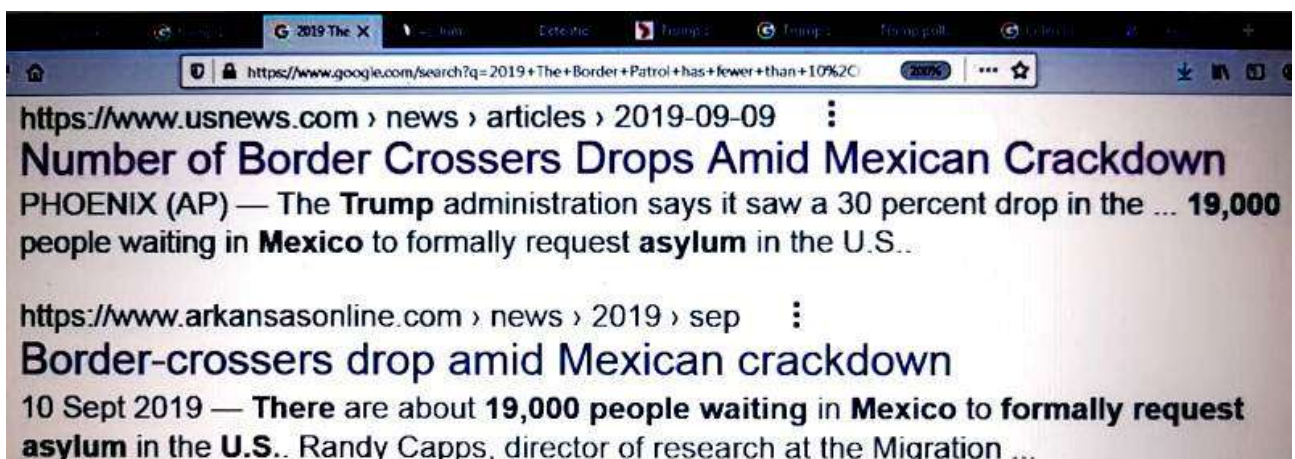 2019 The X
https://www.google.com/search?q=2019+The+Border+Patrol+has+fewer+than+10%2C
200%
https://www.usnews.com › news › articles › 2019-09-09
Number of Border Crossers Drops Amid Mexican Crackdown
PHOENIX (AP) — The Trump administration says it saw a 30 percent drop in the ... 19,000
people waiting in Mexico to formally request asylum in the U.S..
https://www.arkansasonline.com › news › 2019 › sep
Border-crossers drop amid Mexican crackdown
10 Sept 2019 — There are about 19,000 people waiting in Mexico to formally request
asylum in the U.S.. Randy Capps, director of research at the Migration ...